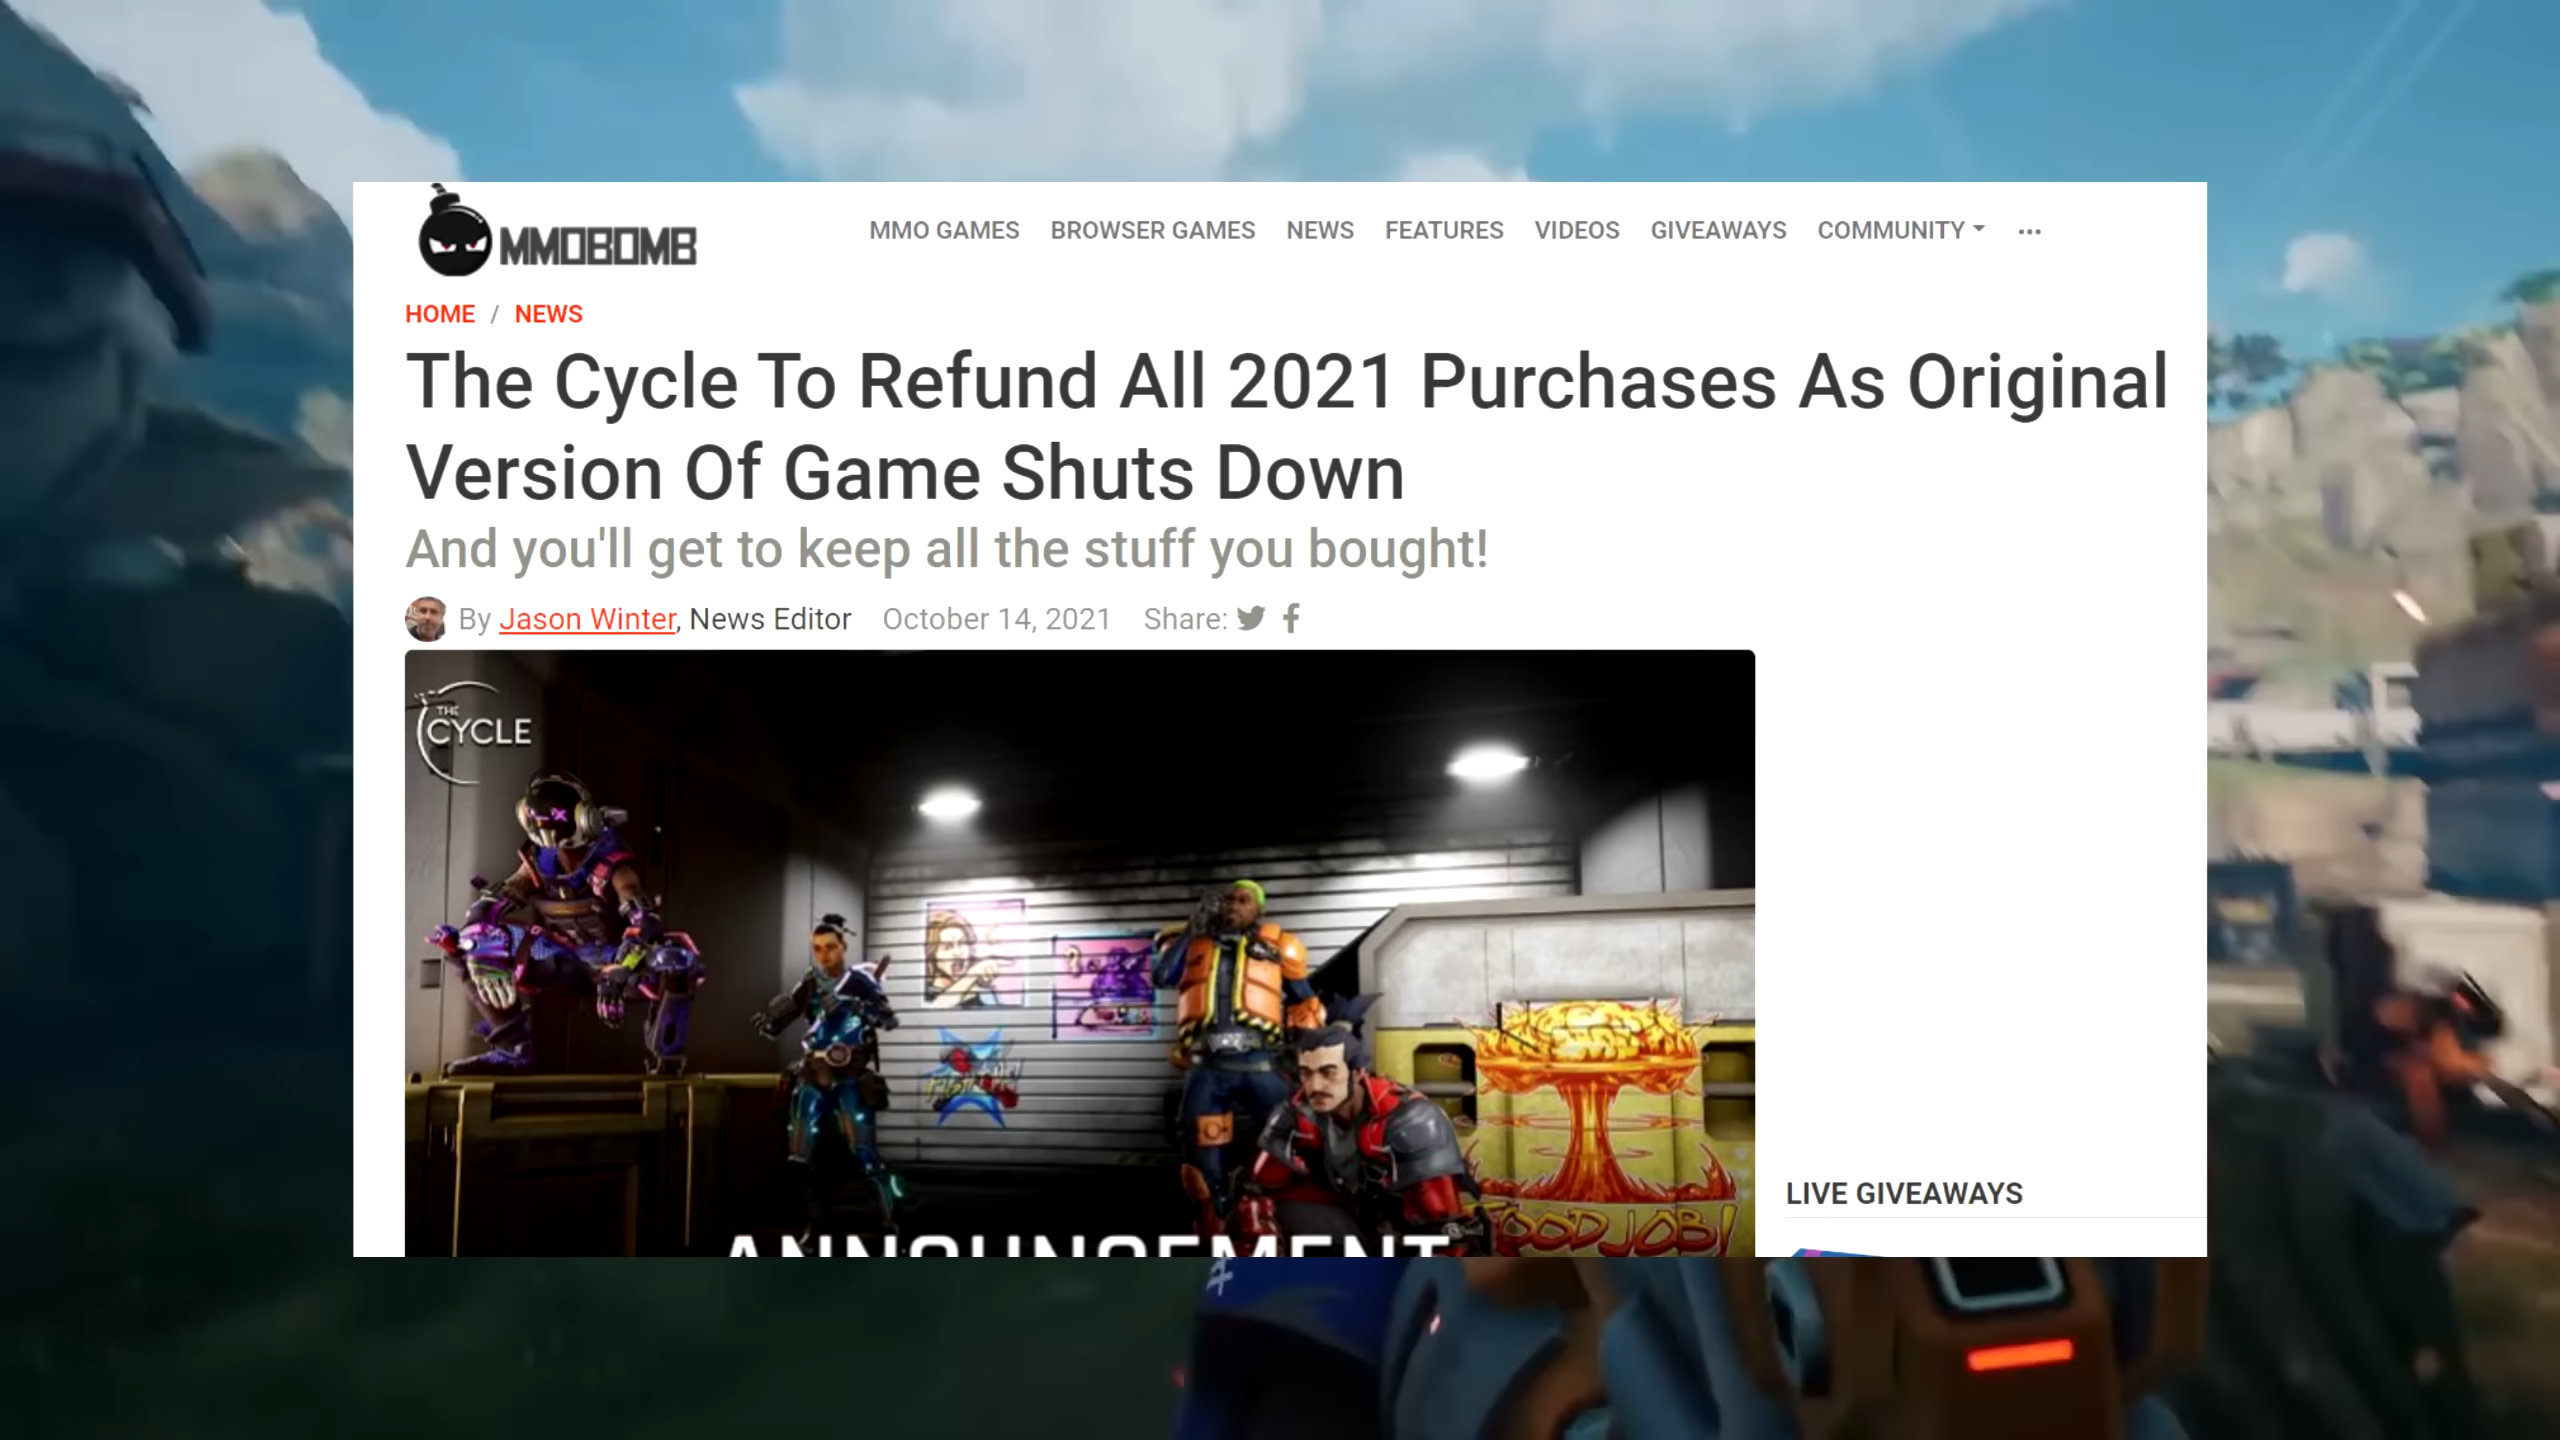 MMOBOMB
MMO GAMES BROWSER GAMES NEWS FEATURES VIDEOS GIVEAWAYS COMMUNITY ...
HOME / NEWS
The Cycle To Refund All 2021 Purchases As Original
Version Of Game Shuts Down
And you'll get to keep all the stuff you bought!
By Jason Winter, News Editor October 14, 2021 Share:
THE
CYCLE
OOD JOB!
ANNOUNCEMENT
LIVE GIVEAWAYS